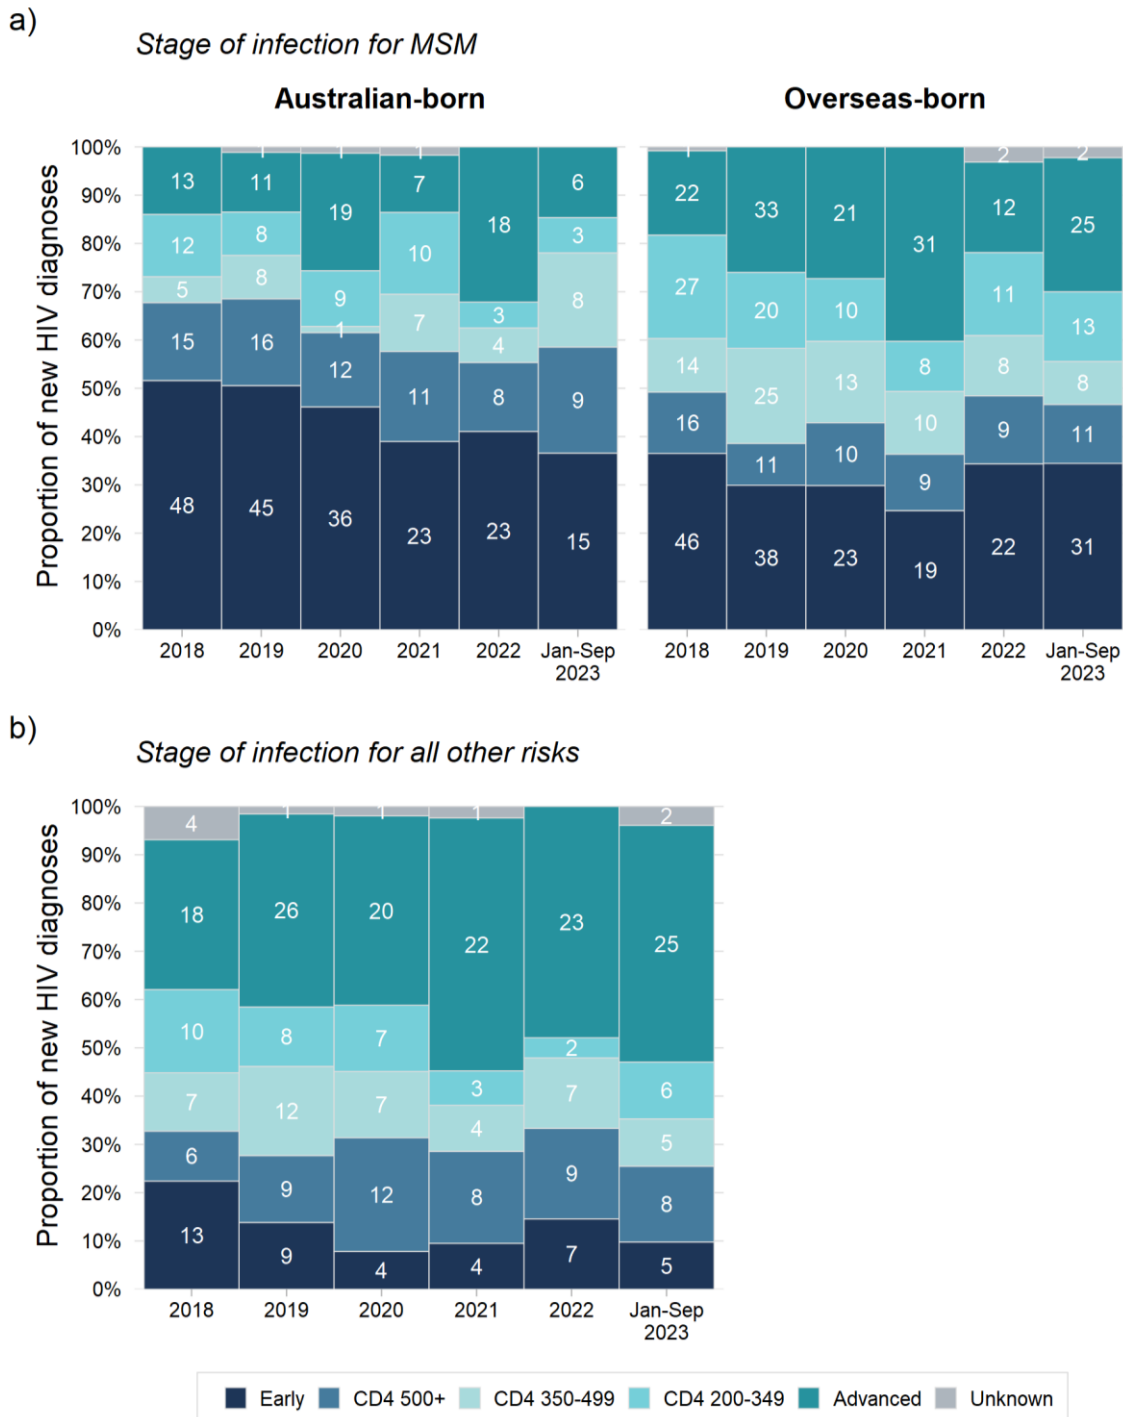 a)
Stage of infection for MSM
Australian-born
Overseas-born
Proportion of new HIV diagnoses
100%
90%
80%
70%
60%
50%
40%
30%
20%
10%
0%
1 1 1
13 11 19 7 18 6
12 8 9 10 3 3
5 8 1 7 4 8
15 16 12 11 8 9
48 45 36 23 23 15
2018 2019 2020 2021 2022 Jan-Sep 2023
1 2 2
22 33 21 31 12 25
27 20 10 8 11 13
14 25 13 10 8 8
16 11 10 9 9 11
46 38 23 19 22 31
2018 2019 2020 2021 2022 Jan-Sep 2023
b)
Stage of infection for all other risks
Proportion of new HIV diagnoses
100%
90%
80%
70%
60%
50%
40%
30%
20%
10%
0%
4 1 1 1 2
18 26 20 22 23 25
10 8 7 3 2 6
7 12 7 4 7 5
6 9 12 8 9 8
13 9 4 4 7 5
2018 2019 2020 2021 2022 Jan-Sep 2023
Early CD4 500+ CD4 350-499 CD4 200-349 Advanced Unknown